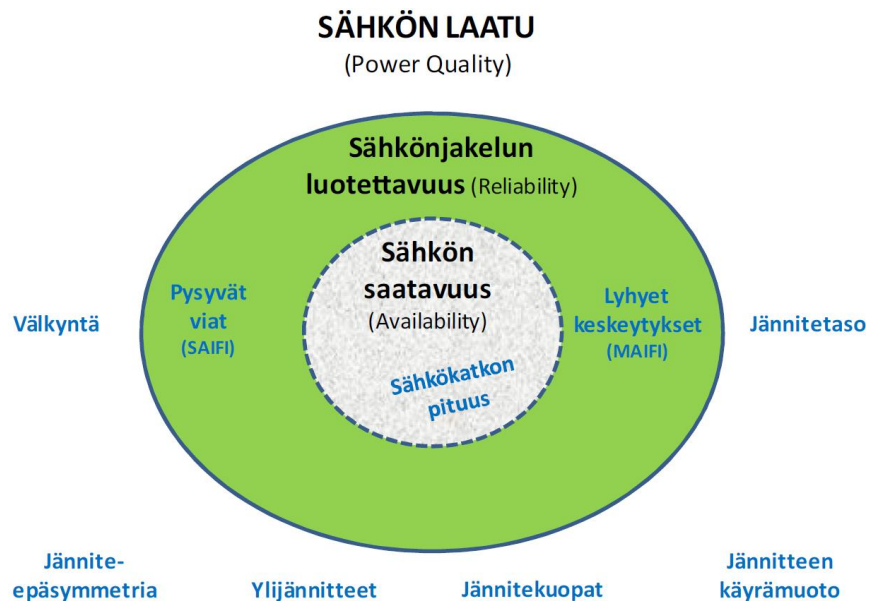 SÄHKÖN LAATU
(Power Quality)
Sähkönjakelun
luotettavuus (Reliability)
Sähkön
saatavuus
(Availability)
Pysyvät
viat
(SAIFI)
Lyhyet
keskeytykset
(MAIFI)
Välkyntä
Jännitetaso
Sähkökatkon
pituus
Jännite-
epäsymmetria
Ylijännitteet
Jännitekuopat
Jännitteen
käyrämuoto